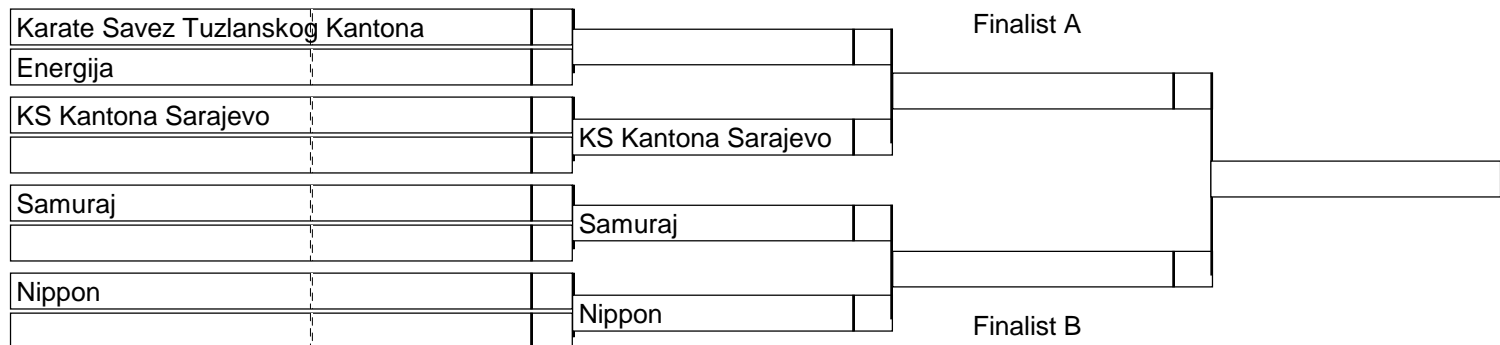 Karate Savez Tuzlanskog Kantona
Energija
KS Kantona Sarajevo
Samuraj
Nippon
KS Kantona Sarajevo
Samuraj
Nippon
Finalist A
Finalist B